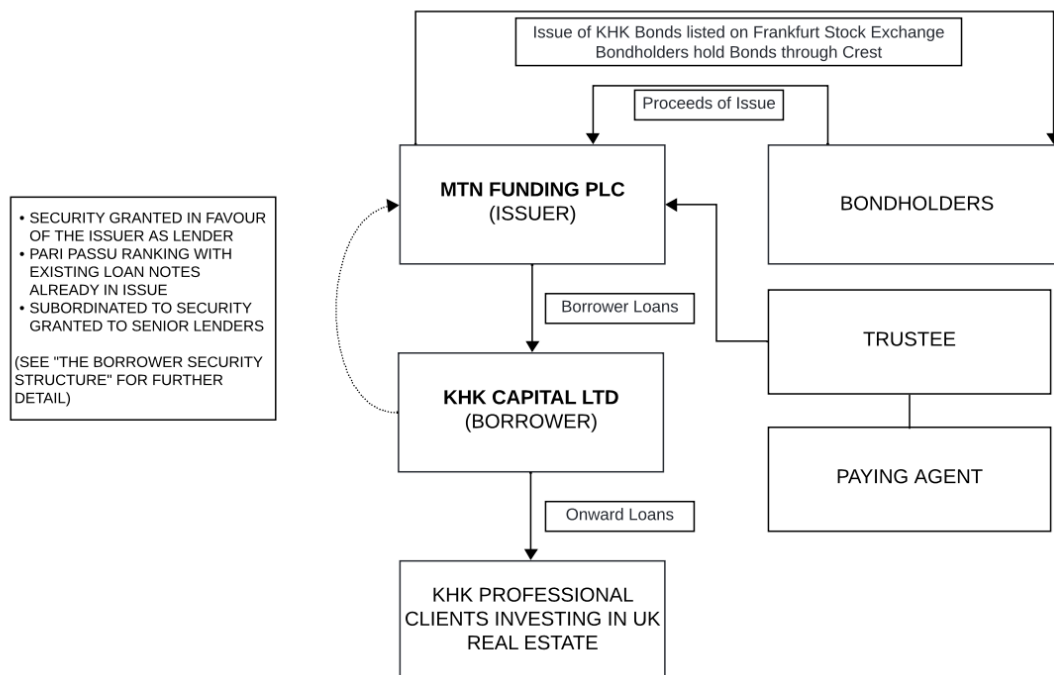 Issue of KHK Bonds listed on Frankfurt Stock Exchange
Bondholders hold Bonds through Crest
Proceeds of Issue
MTN FUNDING PLC
(ISSUER)
BONDHOLDERS
• SECURITY GRANTED IN FAVOUR
OF THE ISSUER AS LENDER
• PARI PASSU RANKING WITH
EXISTING LOAN NOTES
ALREADY IN ISSUE
• SUBORDINATED TO SECURITY
GRANTED TO SENIOR LENDERS
(SEE "THE BORROWER SECURITY
STRUCTURE" FOR FURTHER
DETAIL)
Borrower Loans
TRUSTEE
KHK CAPITAL LTD
(BORROWER)
PAYING AGENT
Onward Loans
KHK PROFESSIONAL
CLIENTS INVESTING IN UK
REAL ESTATE